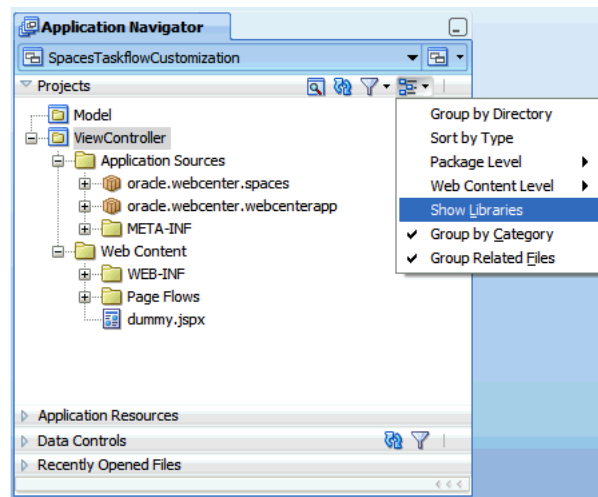 Application Navigator
SpacesTaskflowCustomization
Projects
Model
ViewController
Application Sources
oracle.webcenter.spaces
oracle.webcenter.webcenterapp
META-INF
Web Content
WEB-INF
Page Flows
dummy.jspx
Group by Directory
Sort by Type
Package Level
Web Content Level
Show Libraries
Group by Category
Group Related Files
Application Resources
Data Controls
Recently Opened Files